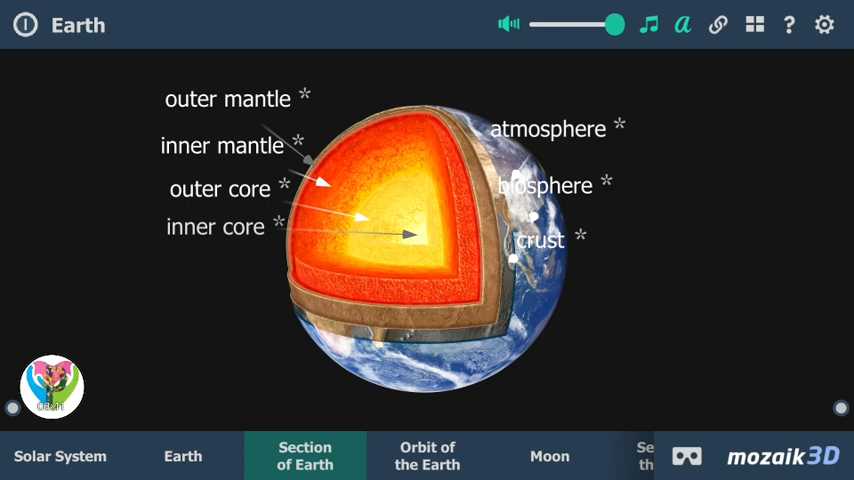 Earth
outer mantle *
atmosphere *
inner mantle *
biosphere *
outer core *
inner core *
crust *
Solar System
Earth
Section
of Earth
Orbit of
the Earth
Moon
mozaik3D